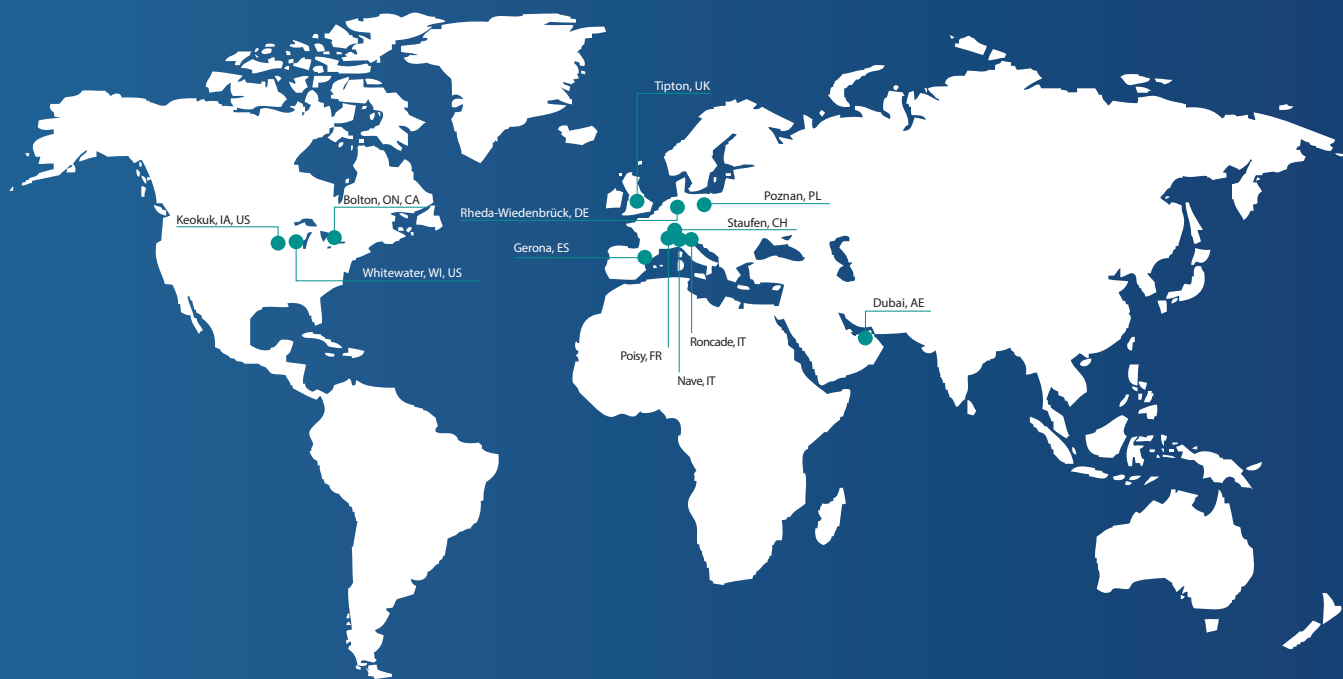 Tipton, UK
Poznan, PL
Bolton, ON, CA
Rheda-Wiedenbrück, DE
Keokuk, IA, US
Staufen, CH
Gerona, ES
Whitewater, WI, US
Dubai, AE
Roncade, IT
Poisy, FR
Nave, IT